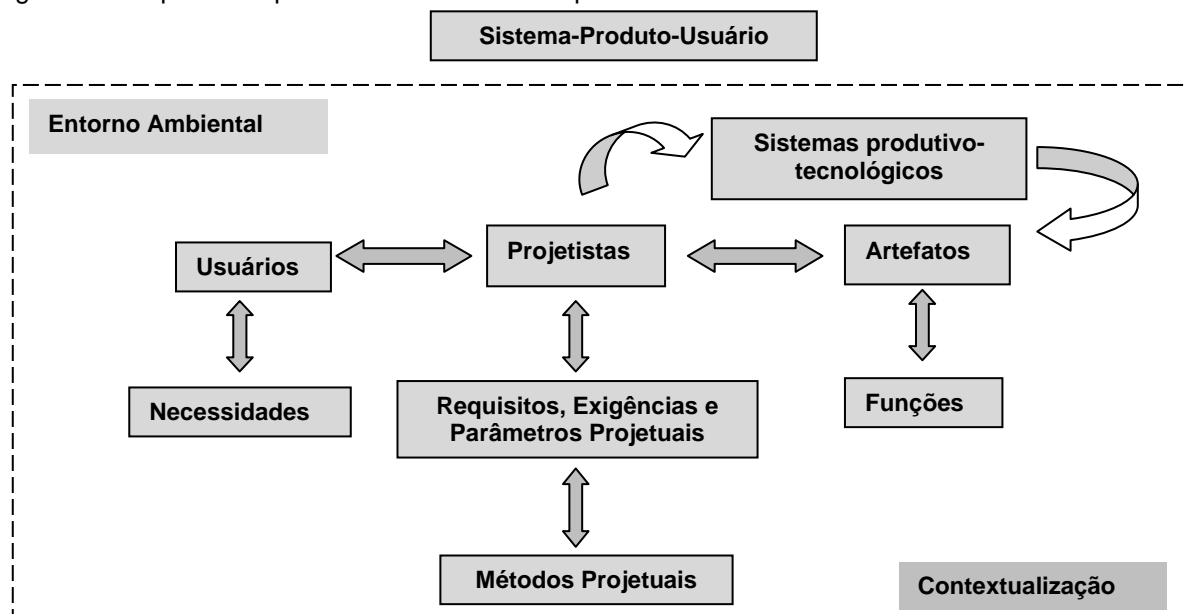 Sistema-Produto-Usuário
Entorno Ambiental
Sistemas produtivo-
tecnológicos
Usuários
Projetistas
Artefatos
Necessidades
Requisitos, Exigências e
Parâmetros Projetuais
Funções
Métodos Projetuais
Contextualização